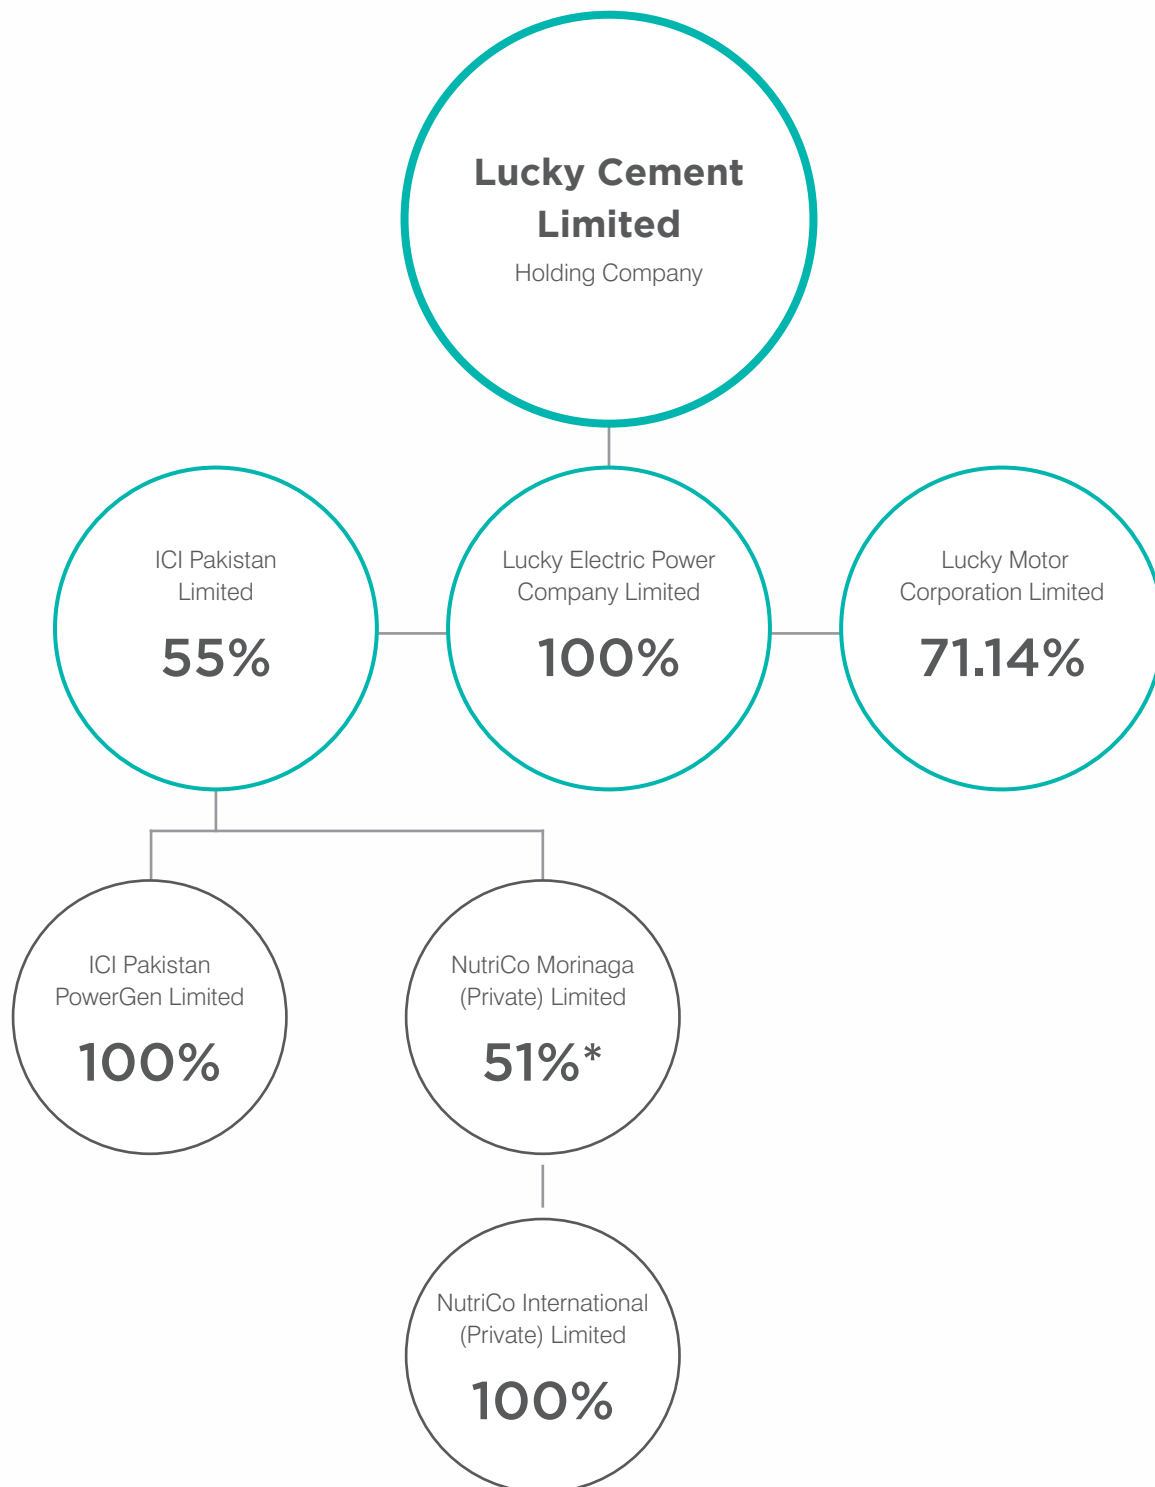 Lucky Cement
Limited
Holding Company
ICI Pakistan
Limited
55%
Lucky Electric Power
Company Limited
100%
Lucky Motor
Corporation Limited
71.14%
ICI Pakistan
PowerGen Limited
100%
NutriCo Morinaga
(Private) Limited
51%*
NutriCo International
(Private) Limited
100%